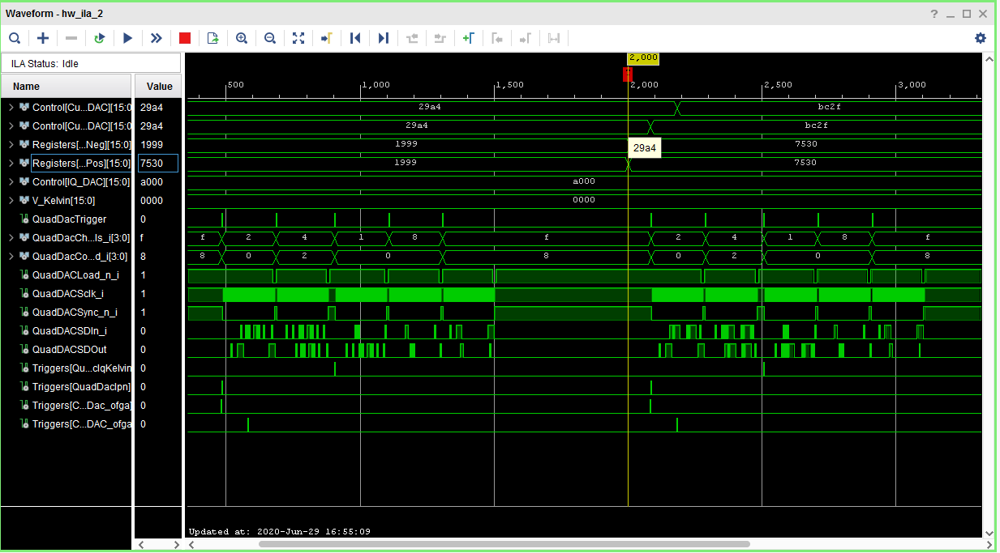 Waveform - hw_ila_2
ILA Status: Idle
2,000
Name Value
500 1,000 1,500 2,000 2,500 3,000
Control[Cu...DAC][15:0 29a4 29a4 bc2f
Control[Cu...DAC][15:0 29a4 29a4 bc2f
Registers[...Neg][15:0] 1999 1999 7530
29a4
Registers[...Pos][15:0] 7530 1999 7530
Control[IQ_DAC][15:0] a000 a000
V_Kelvin[15:0] 0000 0000
QuadDacTrigger 0
QuadDacCh...ls_i[3:0] f f 2 4 1 8 f 2 4 1 8 f
QuadDacCo...d_i[3:0] 8 8 0 2 0 8 0 2 0 8
QuadDACLoad_n_i 1
QuadDACSclk_i 1
QuadDACSync_n_i 1
QuadDACSDIn_i 0
QuadDACSDOut 0
Triggers[Qu...cIqKelvin 0
Triggers[QuadDacIpn] 0
Triggers[C...Dac_ofga] 0
Triggers[C...DAC_ofga 0
Updated at: 2020-Jun-29 16:55:09